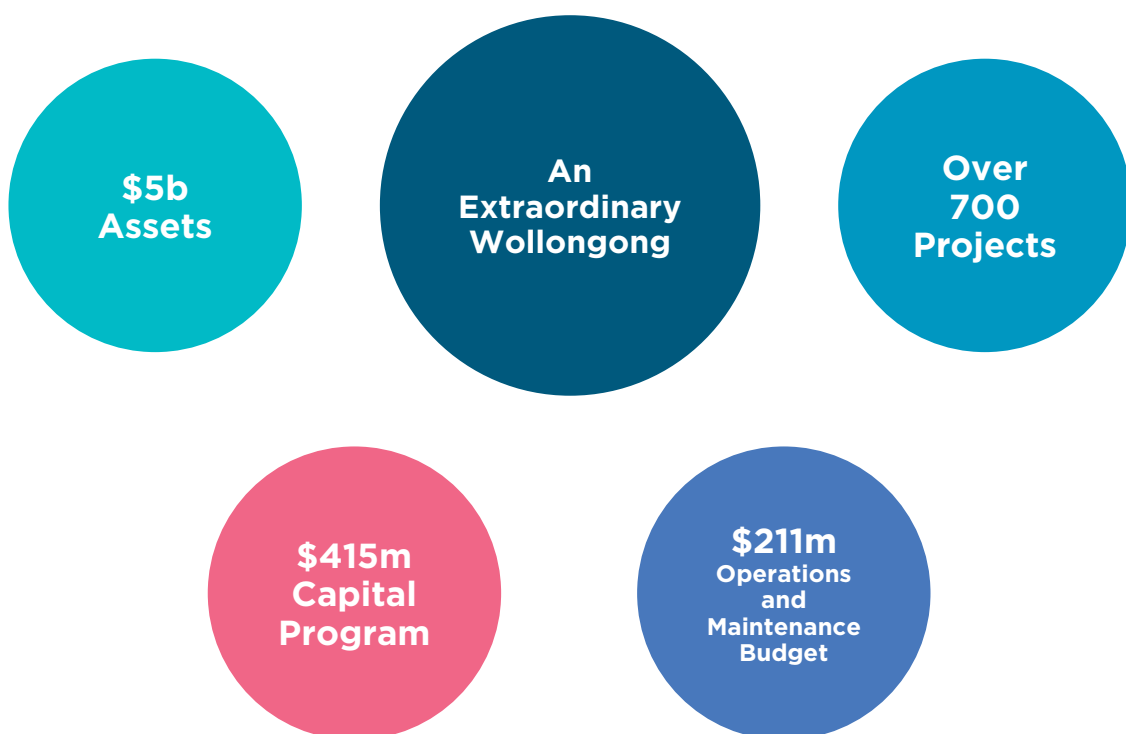 $5b
Assets
An
Extraordinary
Wollongong
Over
700
Projects
$415m
Capital
Program
$211m
Operations
and
Maintenance
Budget